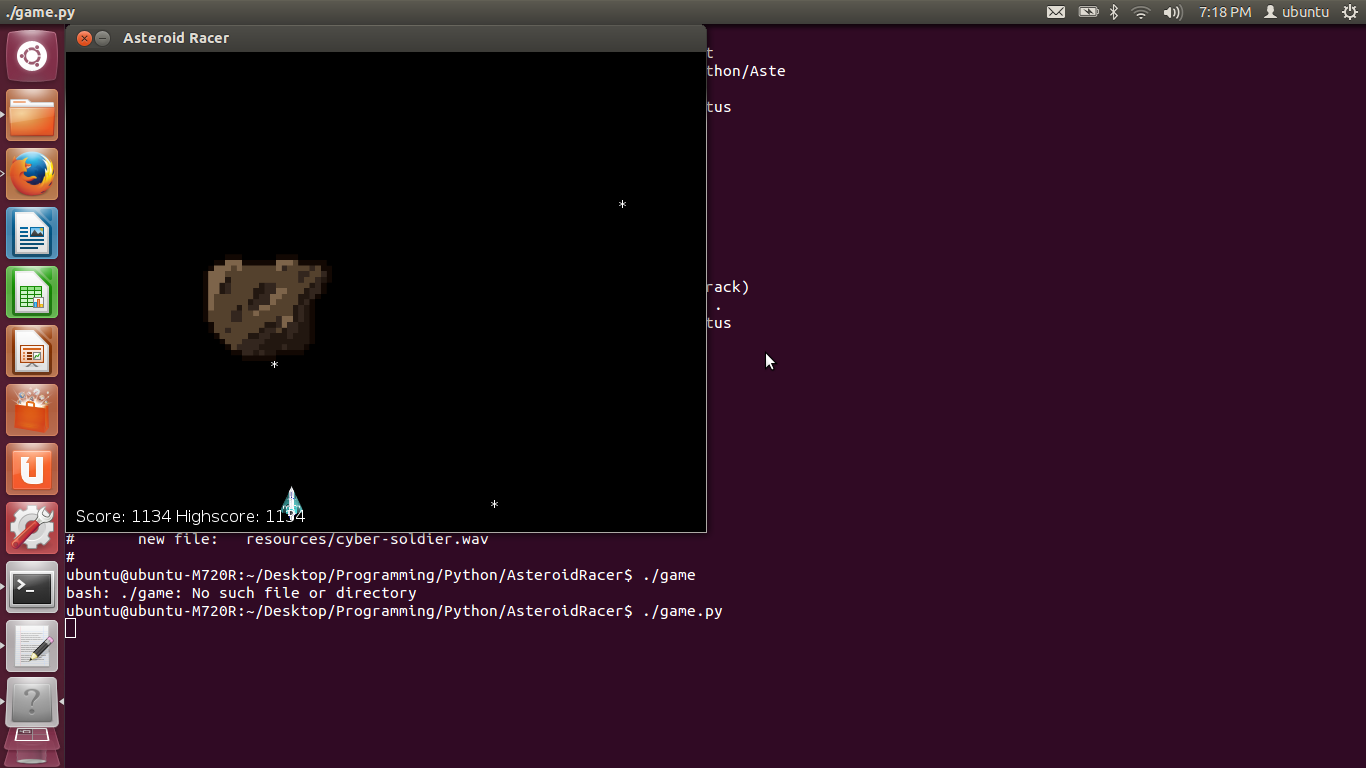 ./game.py
7:18 PM ubuntu
Asteroid Racer
t
thon/Aste
tus
rack)
.
tus
*
*
*
Score: 1134 Highscore: 1134
# new file: resources/cyber-soldier.wav
#
ubuntu@ubuntu-M720R:~/Desktop/Programming/Python/AsteroidRacer$ ./game
bash: ./game: No such file or directory
ubuntu@ubuntu-M720R:~/Desktop/Programming/Python/AsteroidRacer$ ./game.py
>_
?